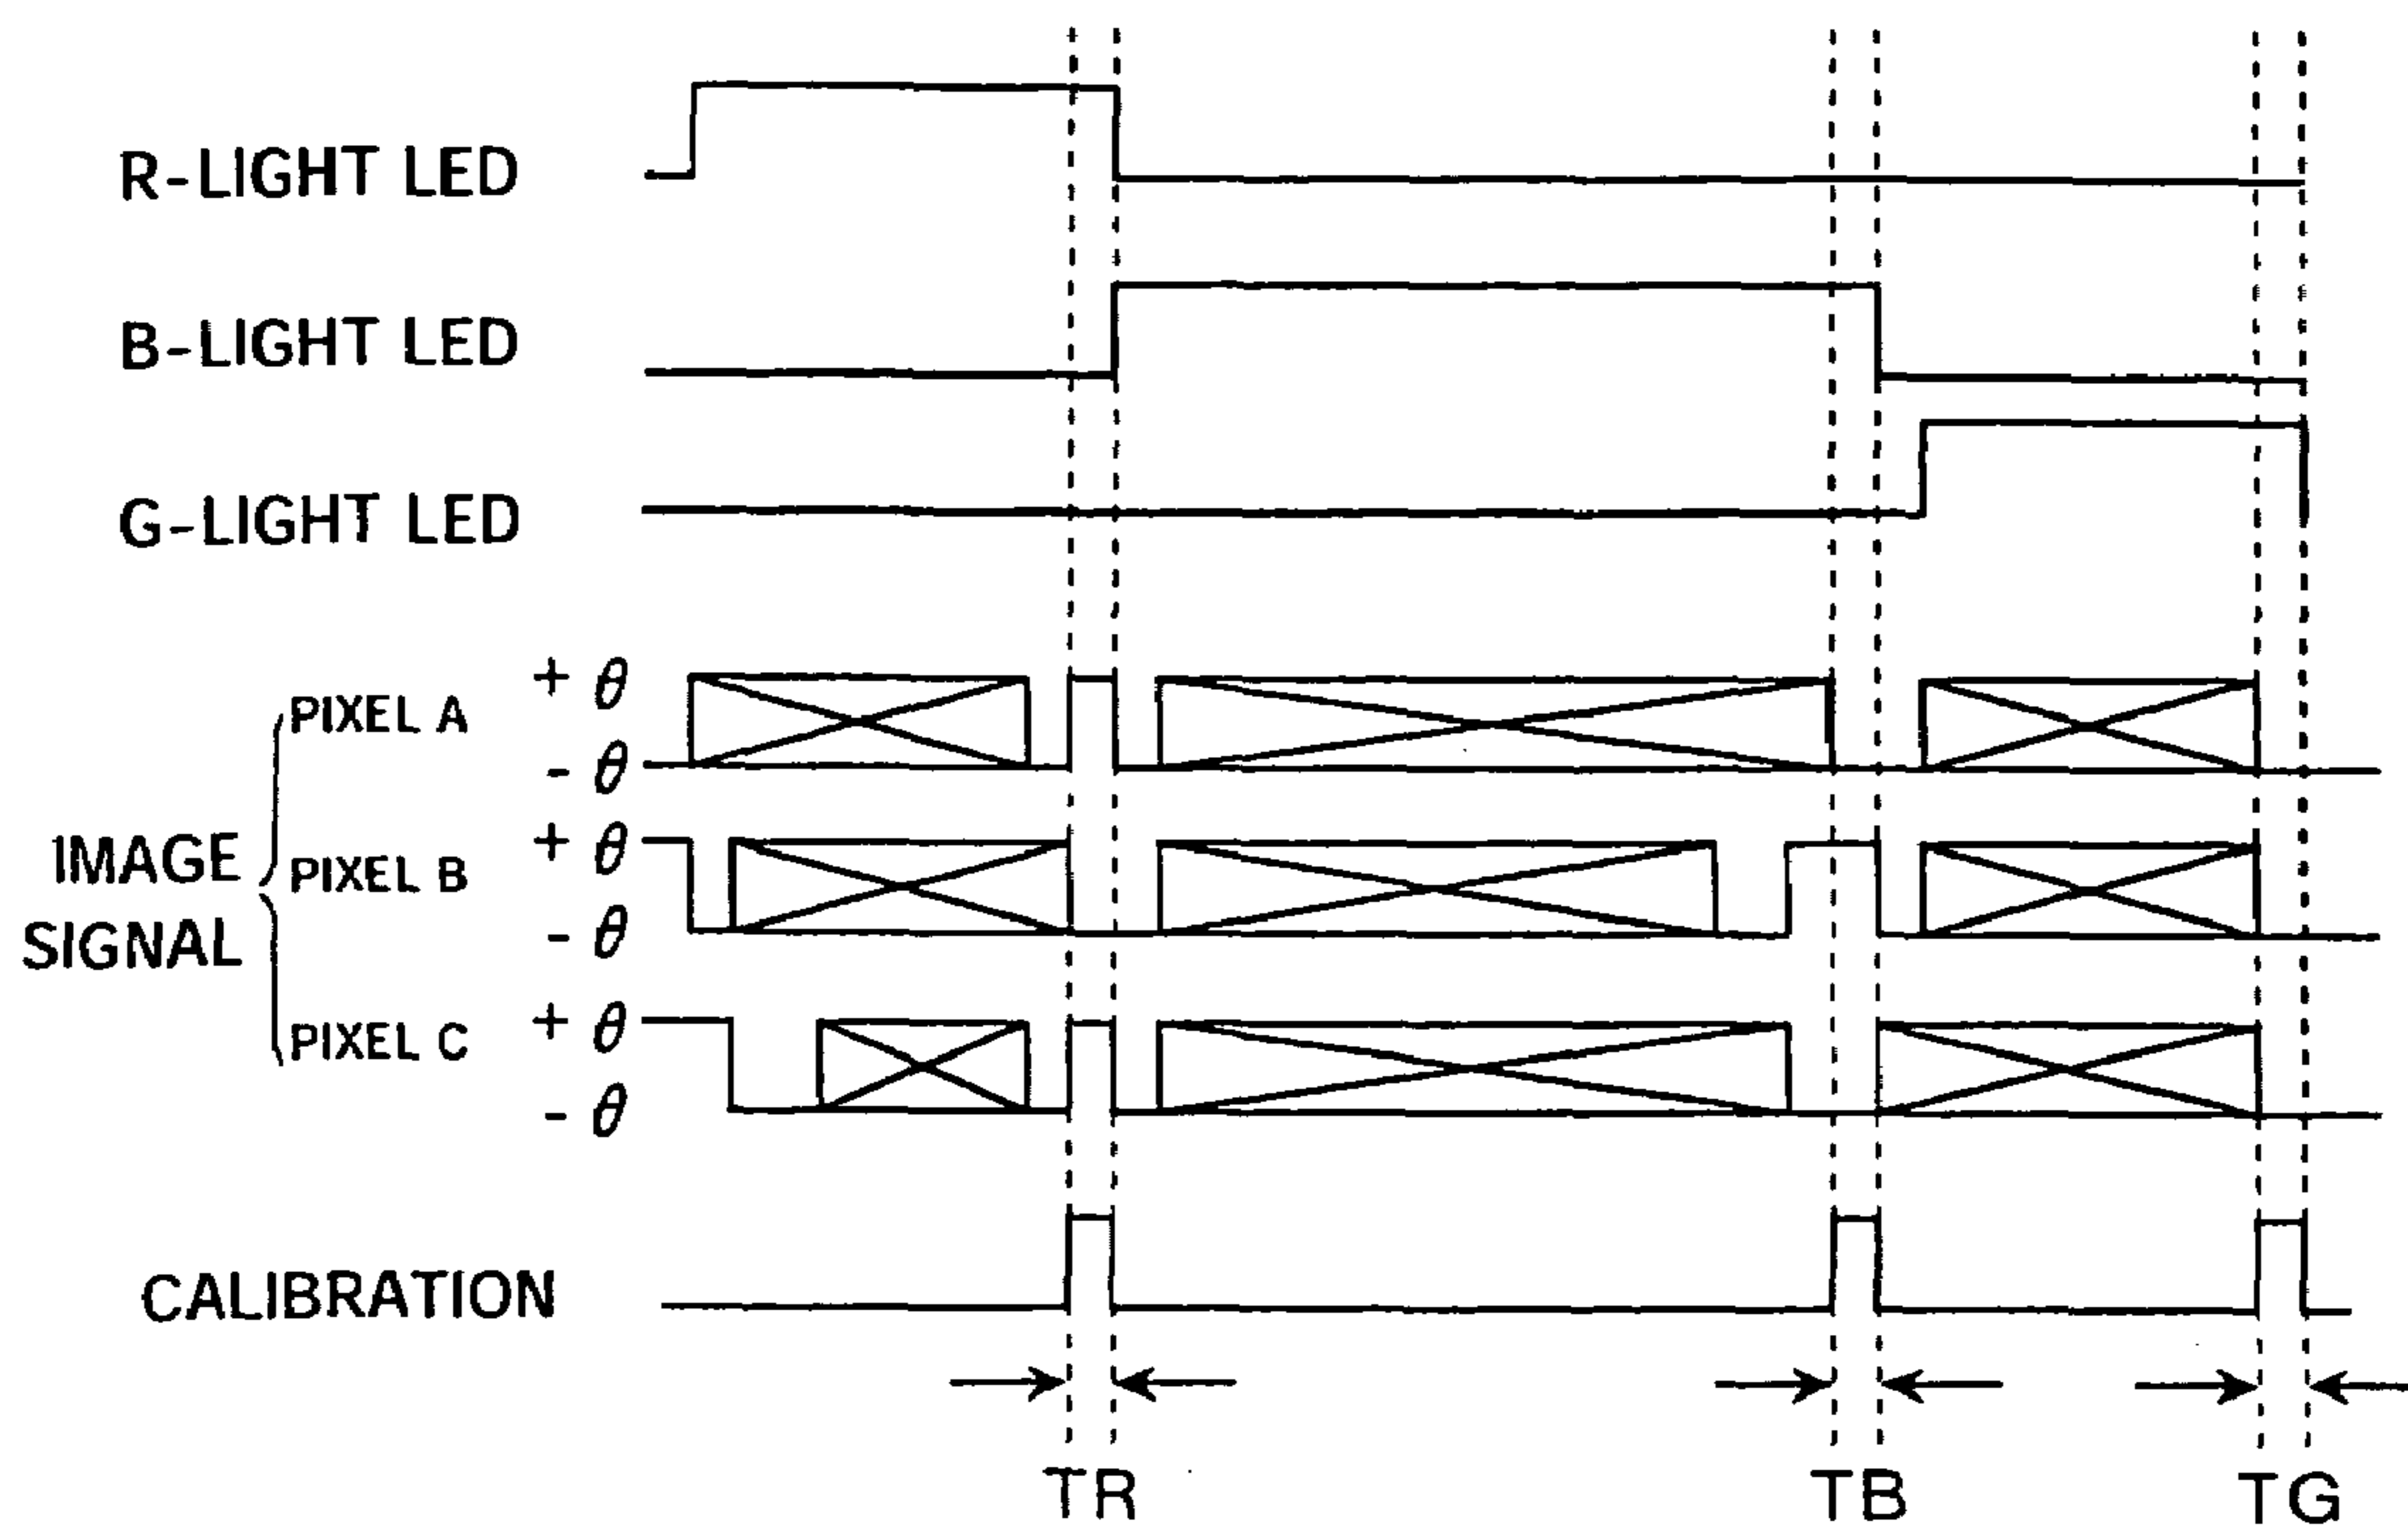 R-LIGHT LED
B-LIGHT LED
G-LIGHT LED
IMAGE SIGNAL
PIXEL A
+ θ
- θ
PIXEL B
+ θ
- θ
PIXEL C
+ θ
- θ
CALIBRATION
TR
TB
TG